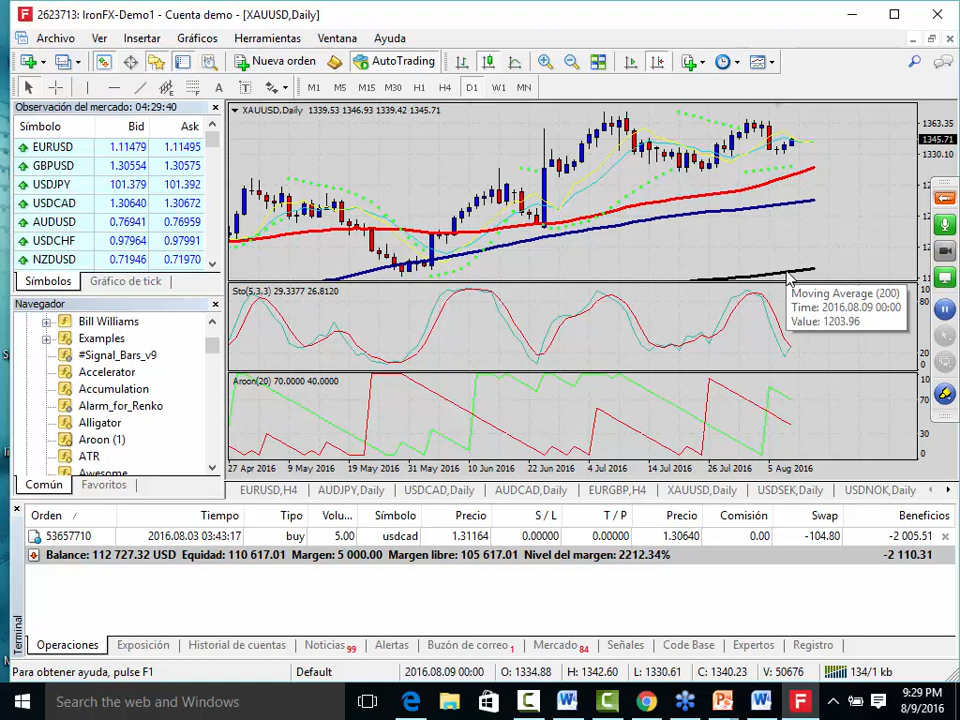 2623713: IronFX-Demo1 - Cuenta demo - [XAUUSD,Daily]
Archivo Ver Insertar Gráficos Herramientas Ventana Ayuda
Nueva orden AutoTrading
A T M1 M5 M15 M30 H1 H4 D1 W1 MN
Observación del mercado: 04:29:40
Símbolo Bid Ask
EURUSD 1.11479 1.11495
GBPUSD 1.30554 1.30575
USDJPY 101.379 101.392
USDCAD 1.30640 1.30672
AUDUSD 0.76941 0.76959
USDCHF 0.97964 0.97991
NZDUSD 0.71946 0.71970
Símbolos Gráfico de tick
Navegador
Bill Williams
Examples
#Signal_Bars_v9
Accelerator
Accumulation
Alarm_for_Renko
Alligator
Aroon (1)
ATR
Awesome
Común Favoritos
XAUUSD,Daily 1339.53 1346.93 1339.42 1345.71
1363.35
1345.71
1330.10
Moving Average (200)
Time: 2016.08.09 00:00
Value: 1203.96
Sto(5,3,3) 29.3377 26.8120
80
20
0
Aroon(20) 70.0000 40.0000
70
30
0
27 Apr 2016 9 May 2016 19 May 2016 31 May 2016 10 Jun 2016 22 Jun 2016 4 Jul 2016 14 Jul 2016 26 Jul 2016 5 Aug 2016
EURUSD,H4 AUDJPY,Daily USDCAD,Daily AUDCAD,Daily EURGBP,H4 XAUUSD,Daily USDSEK,Daily USDNOK,Daily
Orden Tiempo Tipo Volu... Símbolo Precio S / L T / P Precio Comisión Swap Beneficios
53657710 2016.08.03 03:43:17 buy 5.00 usdcad 1.31164 0.00000 0.00000 1.30640 0.00 -104.80 -2 005.51
Balance: 112 727.32 USD Equidad: 110 617.01 Margen: 5 000.00 Margen libre: 105 617.01 Nivel del margen: 2212.34% -2 110.31
Terminal
Operaciones Exposición Historial de cuentas Noticias 99 Alertas Buzón de correo 1 Mercado 84 Señales Code Base Expertos Registro
Para obtener ayuda, pulse F1 Default 2016.08.09 00:00 O: 1334.88 H: 1342.60 L: 1330.61 C: 1340.23 V: 50676 134/1 kb
Search the web and Windows
9:29 PM
8/9/2016